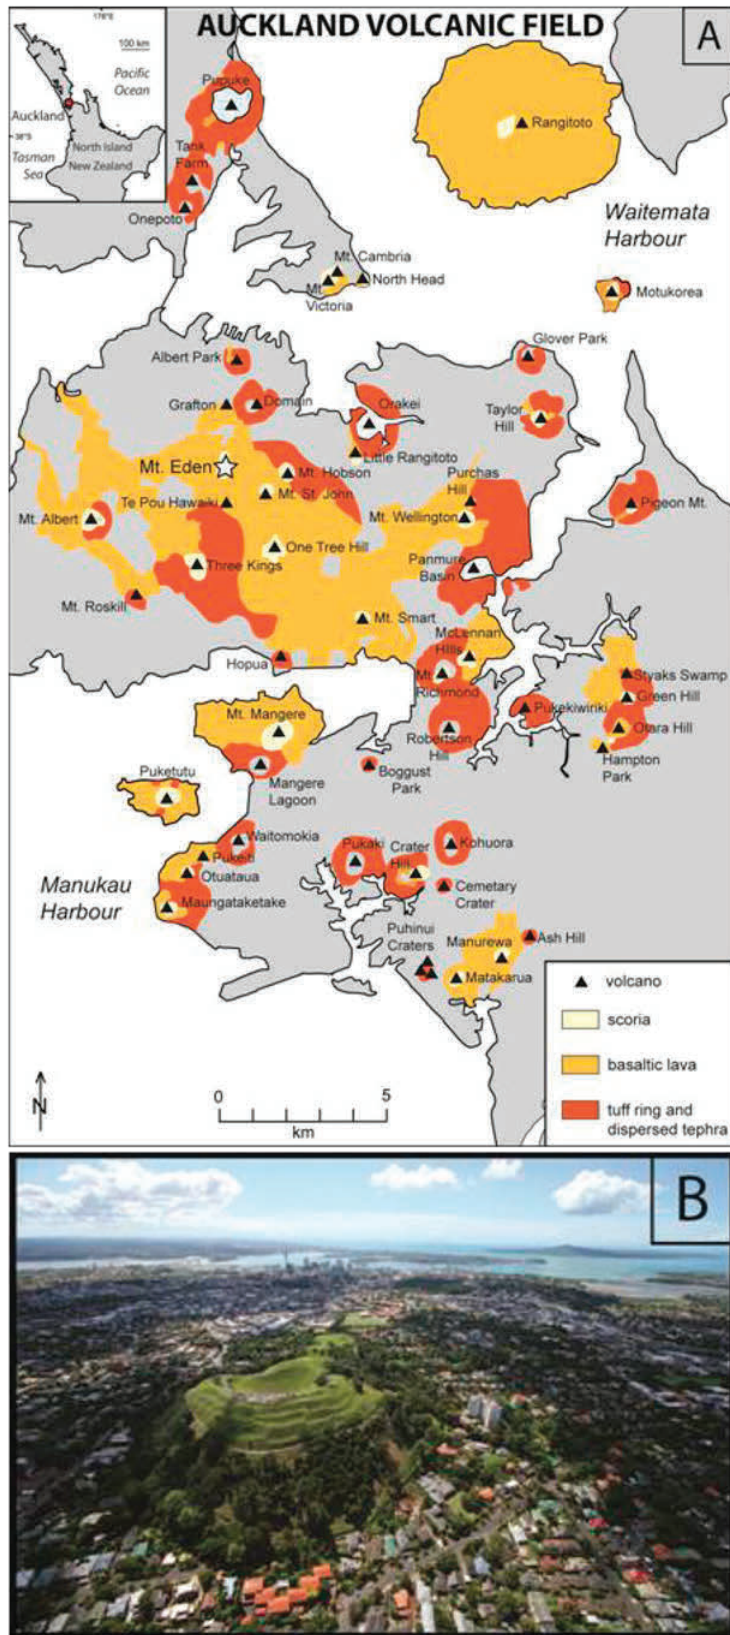 AUCKLAND VOLCANIC FIELD
A
176°E
100 km
Pacific
Ocean
Auckland
38°S
North Island
New Zealand
Tasman
Sea
Pupuke
Rangitoto
Tank
Farm
Onepoto
Waitemata
Harbour
Mt. Cambria
North Head
Mt
Victoria
Motukorea
Albert Park
Glover Park
Grafton
Domain
Orakei
Taylor
Hill
Mt. Eden
Little Rangitoto
Mt. Hobson
Purchas
Hill
Mt. St. John
Te Pou Hawaiki
Mt. Albert
Mt. Wellington
Pigeon Mt.
One Tree Hill
Three Kings
Panmure
Basin
Mt. Roskill
Mt. Smart
McLennan
Hills
Hopua
Mt
Richmond
Styaks Swamp
Green Hill
Pukekiwiriki
Otara Hill
Hampton
Park
Mt. Mangere
Robertson
Hill
Puketutu
Mangere
Lagoon
Boggust
Park
Waitomokia
Pukeiti
Otuataua
Pukaki
Crater
Hill
Kohuora
Manukau
Harbour
Maungataketake
Cemetary
Crater
Puhinui
Craters
Manurewa
Ash Hill
Matakarua
volcano
scoria
basaltic lava
tuff ring and
dispersed tephra
N
0 5
km
B